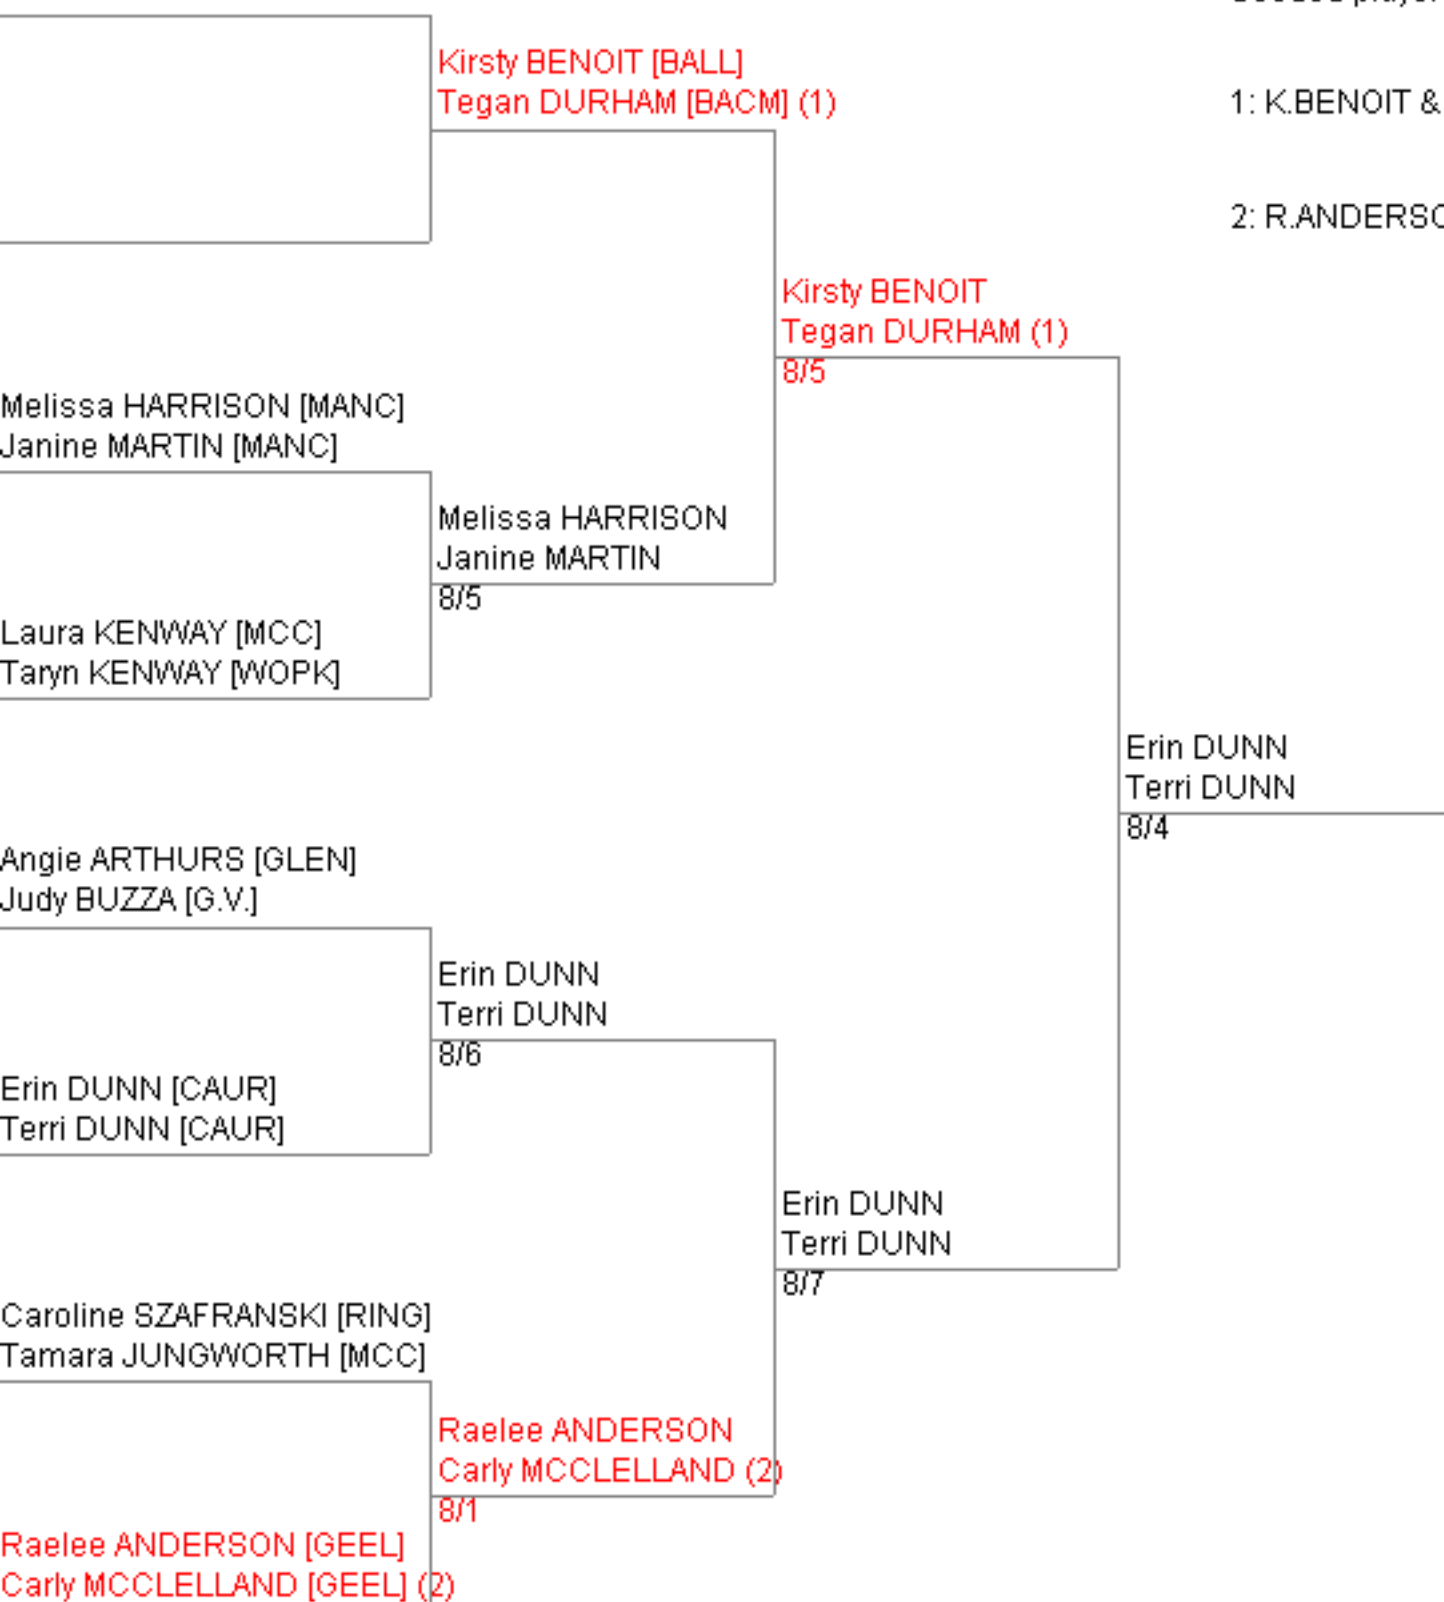 Kirsty BENOIT [BALL]
Tegan DURHAM [BACM] (1)
1: K.BENOIT &
2: R.ANDERSO
Kirsty BENOIT
Tegan DURHAM (1)
8/5
Melissa HARRISON [MANC]
Janine MARTIN [MANC]
Melissa HARRISON
Janine MARTIN
8/5
Laura KENWAY [MCC]
Taryn KENWAY [WOPK]
Erin DUNN
Terri DUNN
8/4
Angie ARTHURS [GLEN]
Judy BUZZA [G.V.]
Erin DUNN
Terri DUNN
8/6
Erin DUNN [CAUR]
Terri DUNN [CAUR]
Erin DUNN
Terri DUNN
8/7
Caroline SZAFRANSKI [RING]
Tamara JUNGWORTH [MCC]
Raelee ANDERSON
Carly MCCLELLAND (2)
8/1
Raelee ANDERSON [GEEL]
Carly MCCLELLAND [GEEL] (2)